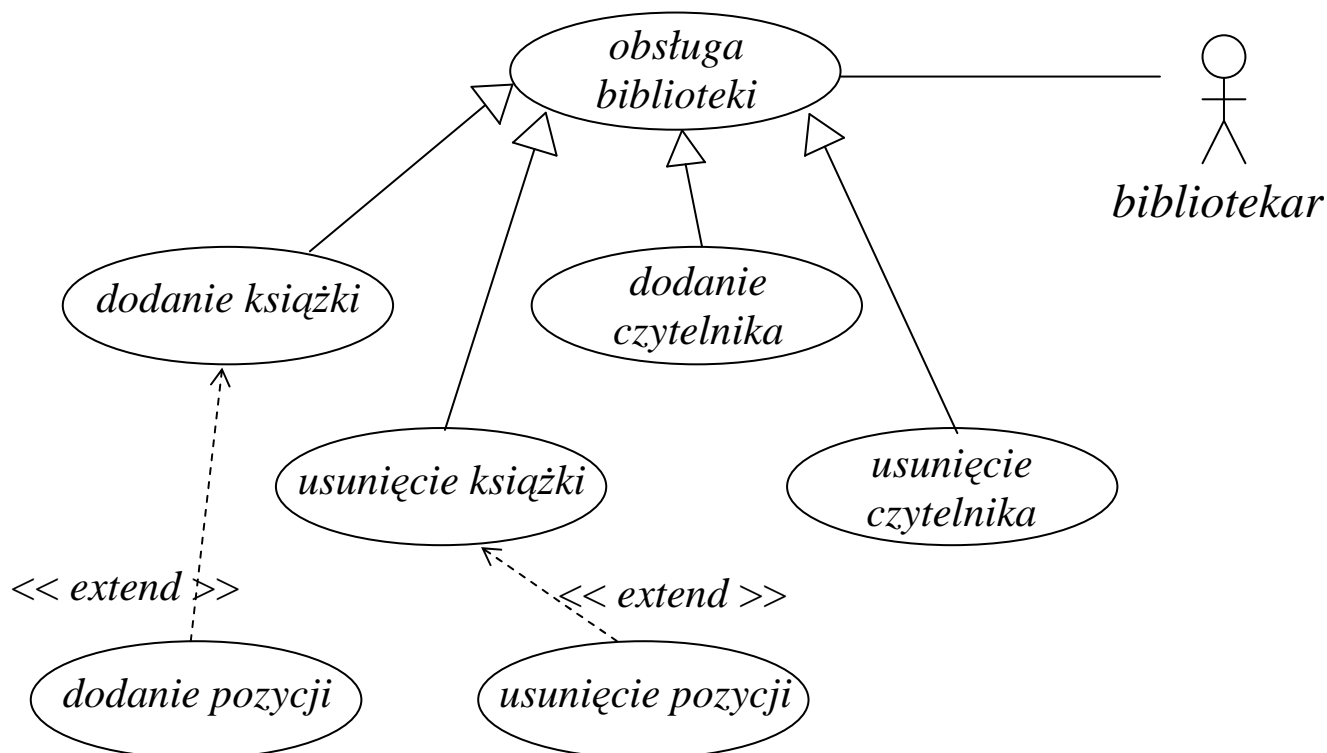 obsługa
biblioteki
bibliotekar
dodanie książki
dodanie
czytelnika
usunięcie książki
usunięcie
czytelnika
<< extend >>
<< extend >>
dodanie pozycji
usunięcie pozycji